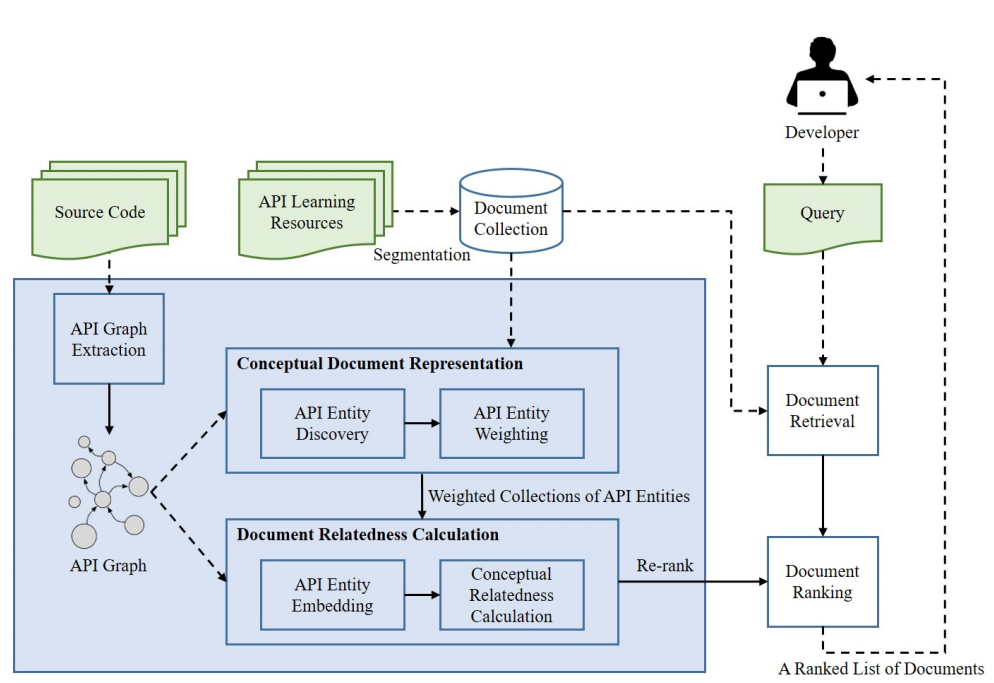 Developer
Source Code
API Learning
Resources
Document
Collection
Query
Segmentation
API Graph
Extraction
Conceptual Document Representation
API Entity
Discovery
API Entity
Weighting
Document
Retrieval
Weighted Collections of API Entities
API Graph
Document Relatedness Calculation
API Entity
Embedding
Conceptual
Relatedness
Calculation
Re-rank
Document
Ranking
A Ranked List of Documents